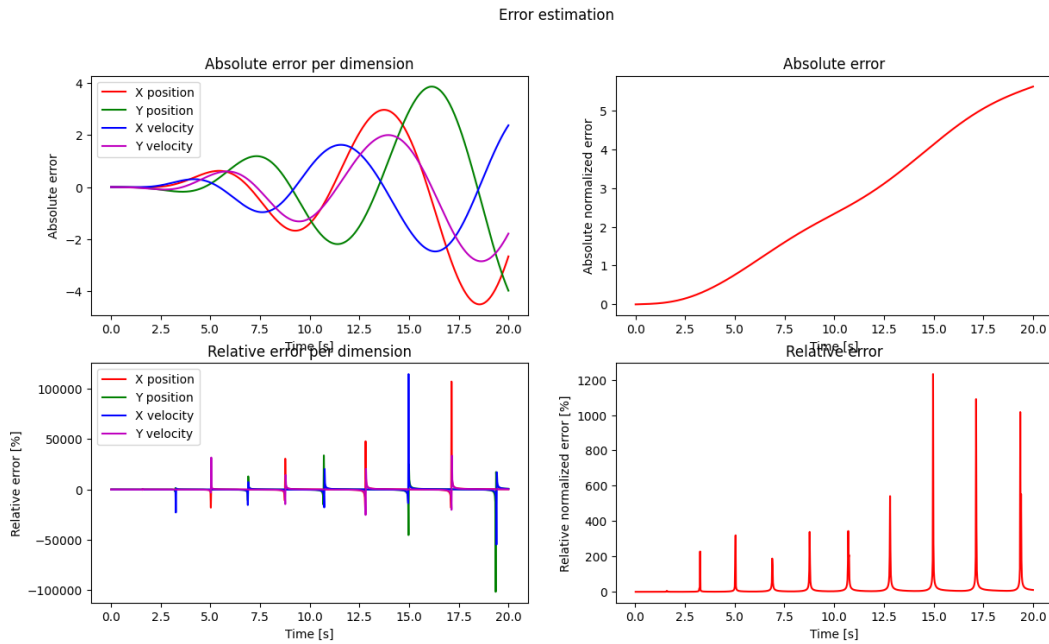 Error estimation
Absolute error per dimension
Absolute error
4
2
0
−2
−4
X position
Y position
X velocity
Y velocity
0.0 2.5 5.0 7.5 10.0 12.5 15.0 17.5 20.0
Time [s]
Absolute error
Absolute normalized error
5
4
3
2
1
0
0.0 2.5 5.0 7.5 10.0 12.5 15.0 17.5 20.0
Time [s]
Relative error per dimension
Relative error [%]
100000
50000
0
−50000
−100000
X position
Y position
X velocity
Y velocity
0.0 2.5 5.0 7.5 10.0 12.5 15.0 17.5 20.0
Time [s]
Relative error
Relative normalized error [%]
1200
1000
800
600
400
200
0
0.0 2.5 5.0 7.5 10.0 12.5 15.0 17.5 20.0
Time [s]